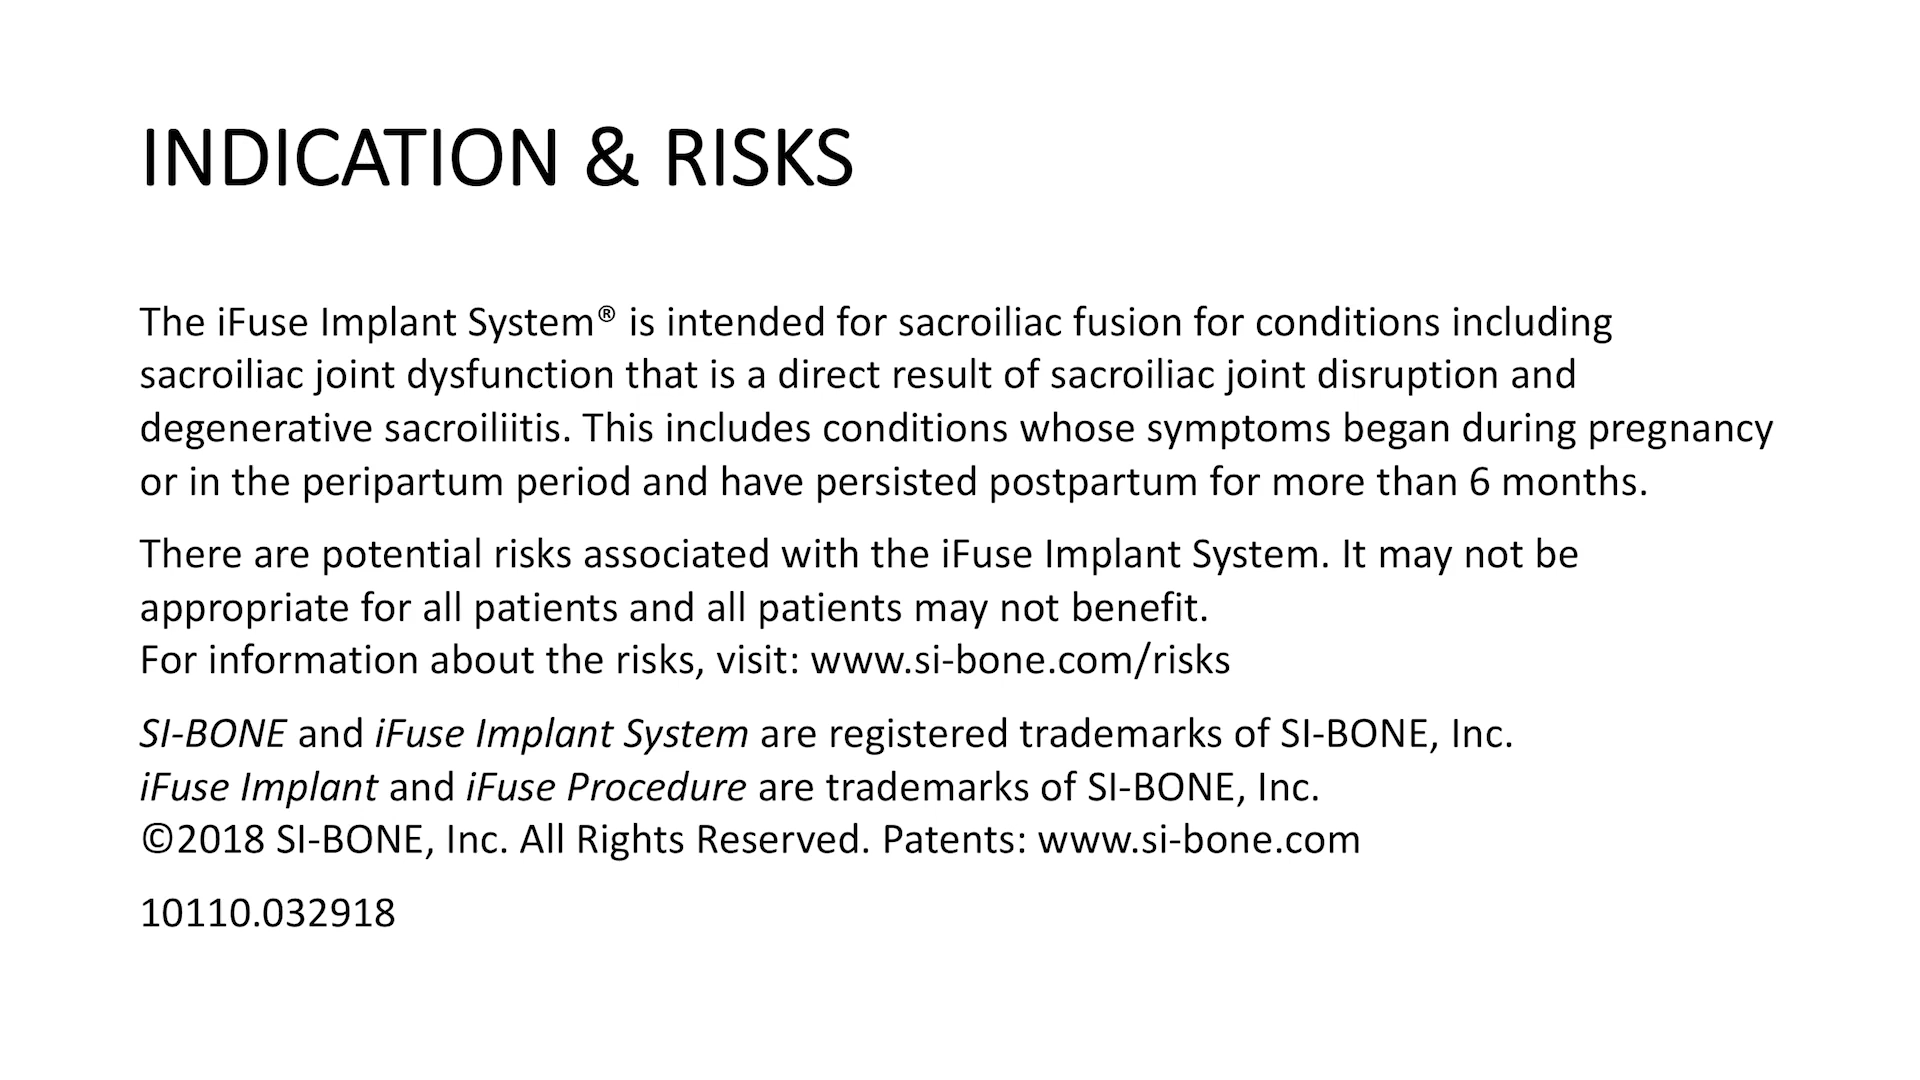 INDICATION & RISKS
The iFuse Implant System® is intended for sacroiliac fusion for conditions including
sacroiliac joint dysfunction that is a direct result of sacroiliac joint disruption and
degenerative sacroiliitis. This includes conditions whose symptoms began during pregnancy
or in the peripartum period and have persisted postpartum for more than 6 months.
There are potential risks associated with the iFuse Implant System. It may not be
appropriate for all patients and all patients may not benefit.
For information about the risks, visit: www.si-bone.com/risks
SI-BONE and iFuse Implant System are registered trademarks of SI-BONE, Inc.
iFuse Implant and iFuse Procedure are trademarks of SI-BONE, Inc.
©2018 SI-BONE, Inc. All Rights Reserved. Patents: www.si-bone.com
10110.032918